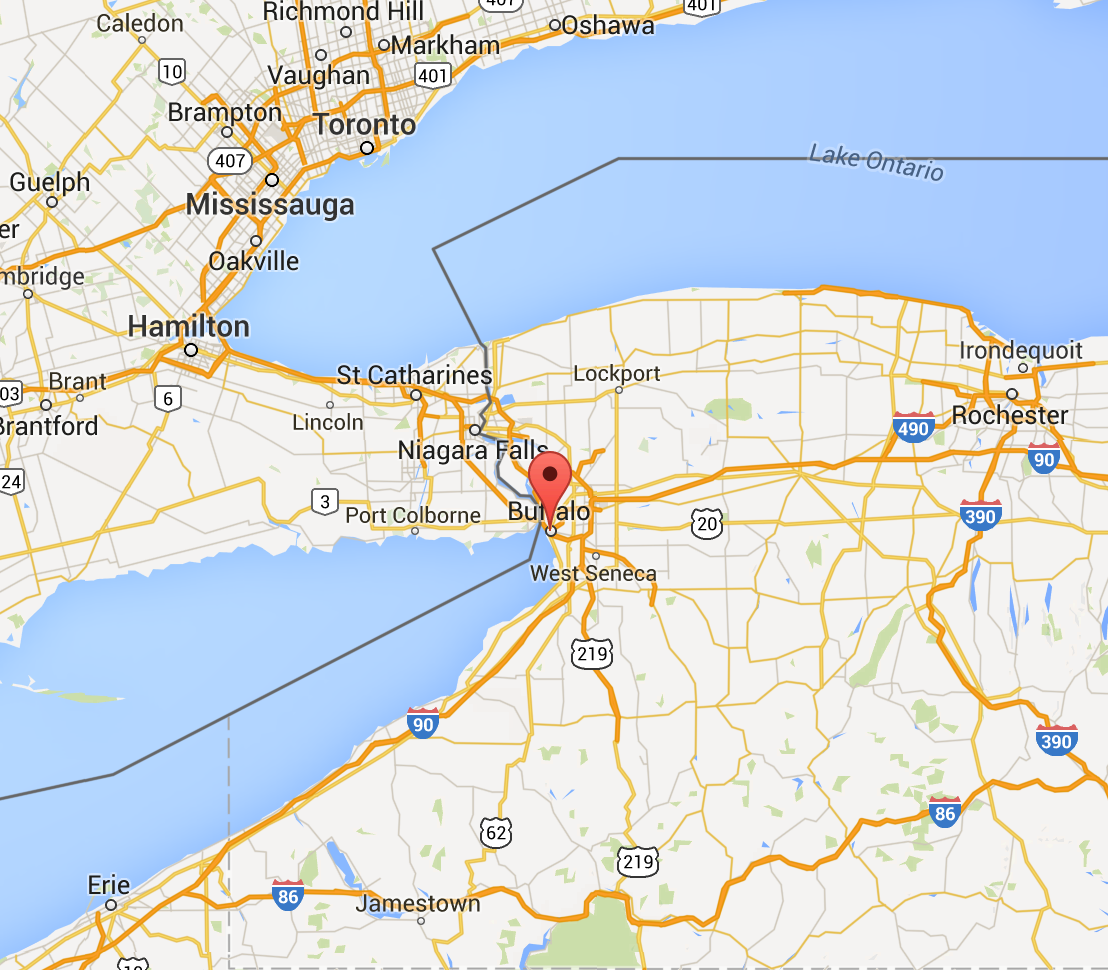 Richmond Hill
407
401
Caledon
Oshawa
Markham
10
Vaughan
401
Brampton
Toronto
407
Lake Ontario
Guelph
Mississauga
er
Oakville
mbridge
Hamilton
Irondequoit
St Catharines
Lockport
Brant
03
6
Rochester
Lincoln
Brantford
490
Niagara Falls
90
24
3
Port Colborne
Buffalo
20
390
West Seneca
219
90
390
86
62
219
Erie
86
Jamestown
19